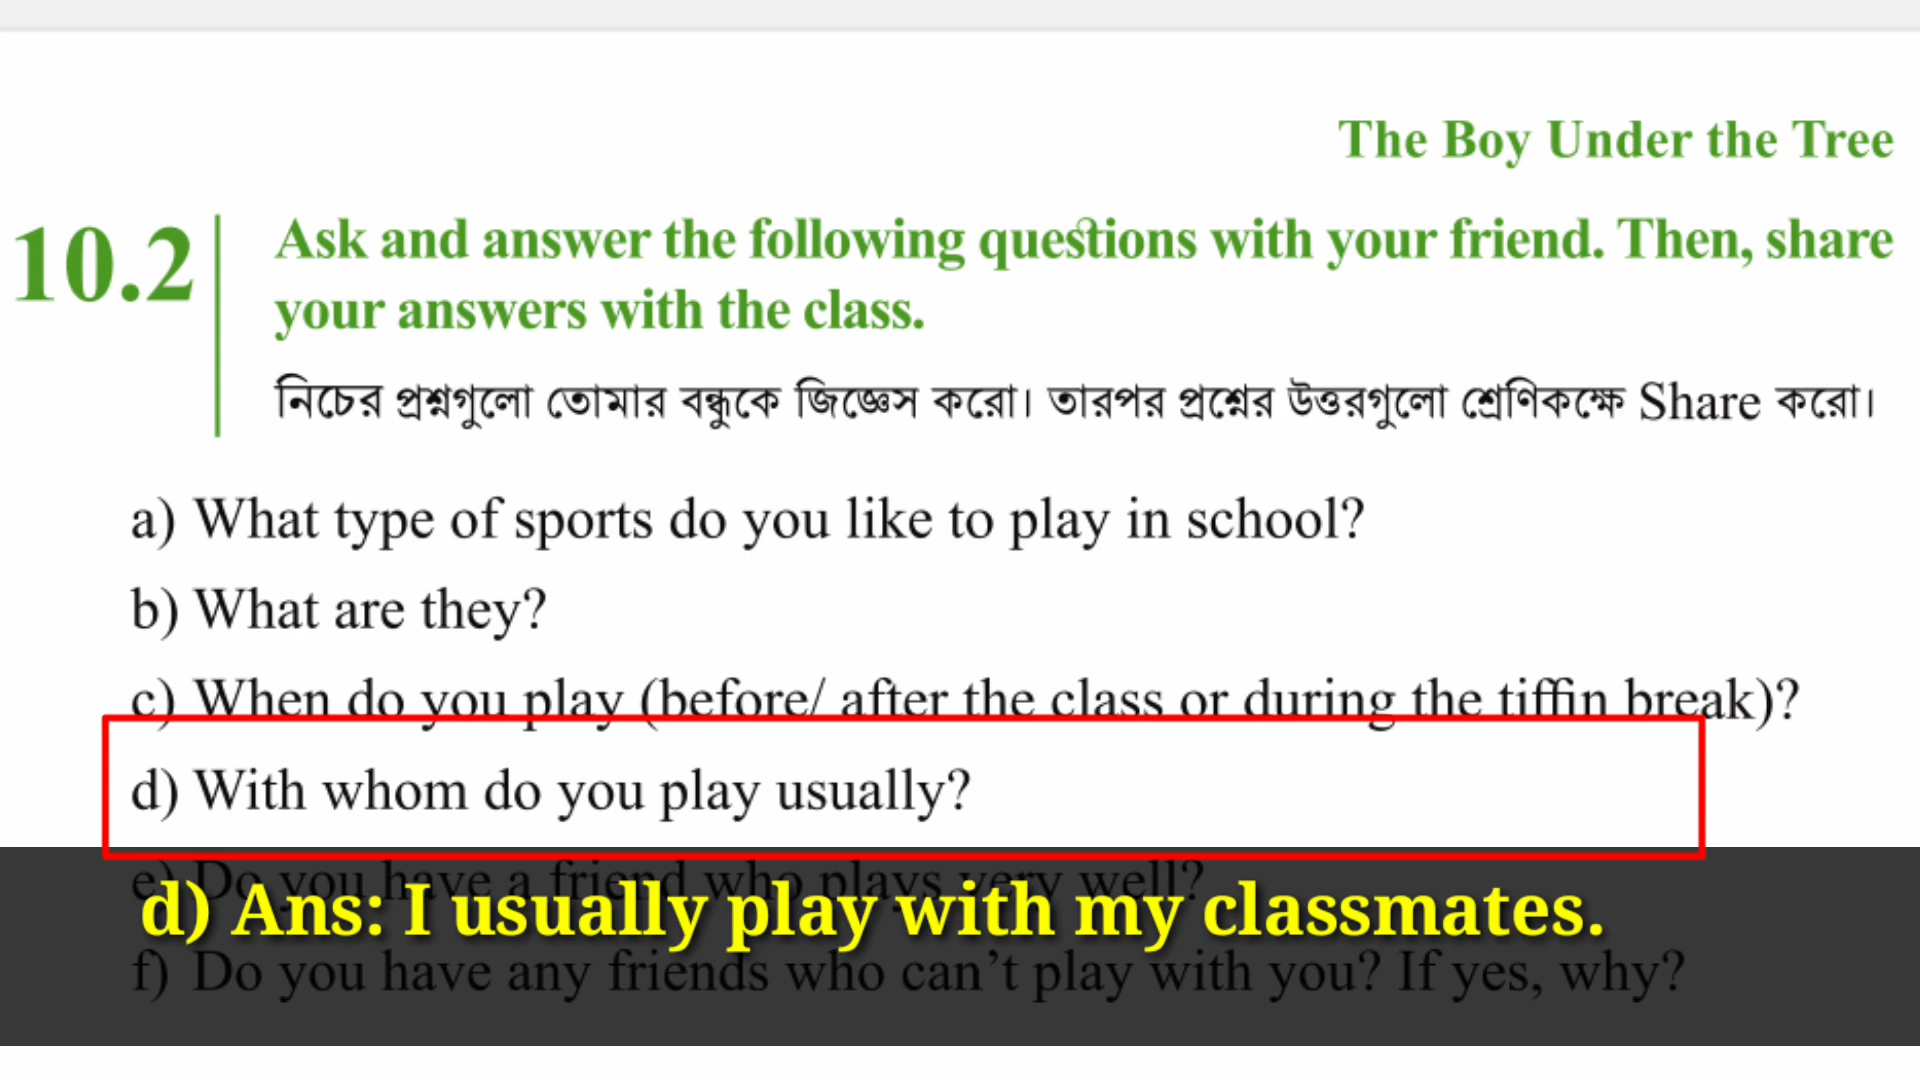 The Boy Under the Tree
10.2
Ask and answer the following questions with your friend. Then, share
your answers with the class.
নিচের প্রশ্নগুলো তোমার বন্ধুকে জিজ্ঞেস করো। তারপর প্রশ্নের উত্তরগুলো শ্রেণিকক্ষে Share করো।
a) What type of sports do you like to play in school?
b) What are they?
c) When do you play (before/ after the class or during the tiffin break)?
d) With whom do you play usually?
e) Do you have a friend who plays very well?
d) Ans: I usually play with my classmates.
f) Do you have any friends who can’t play with you? If yes, why?